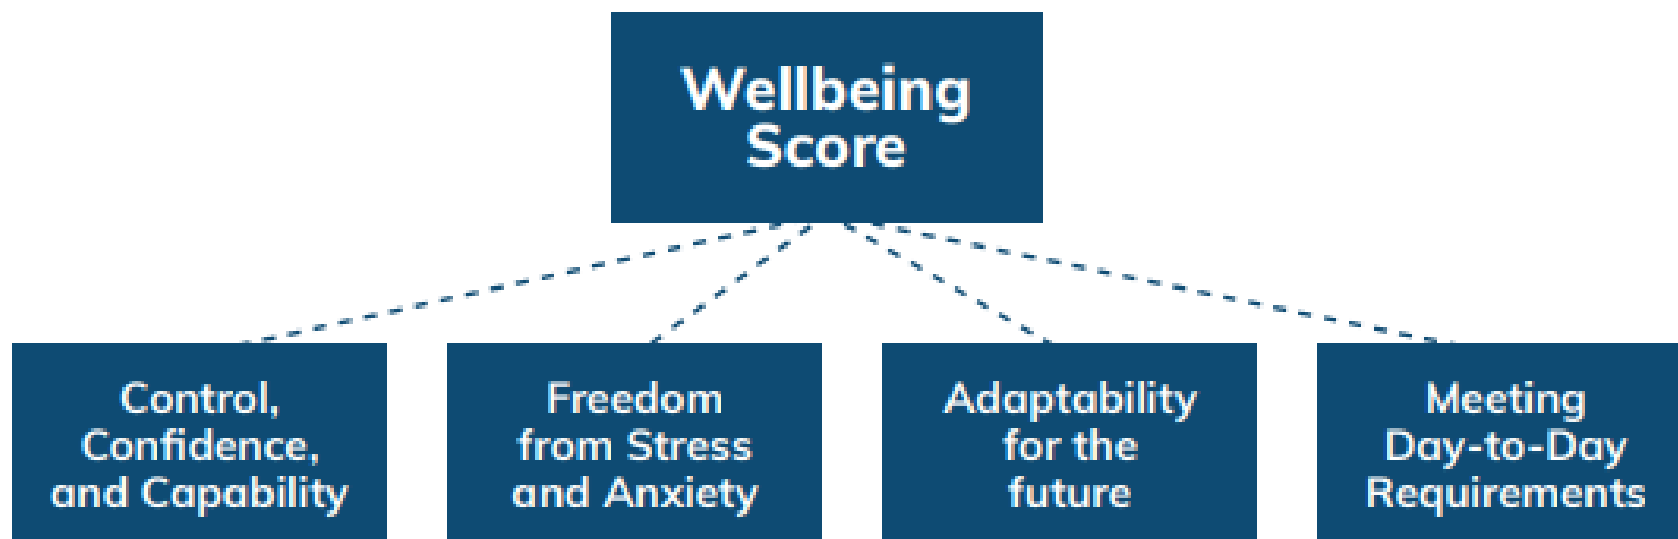 Wellbeing
Score
Control,
Confidence,
and Capability
Freedom
from Stress
and Anxiety
Adaptability
for the
future
Meeting
Day-to-Day
Requirements